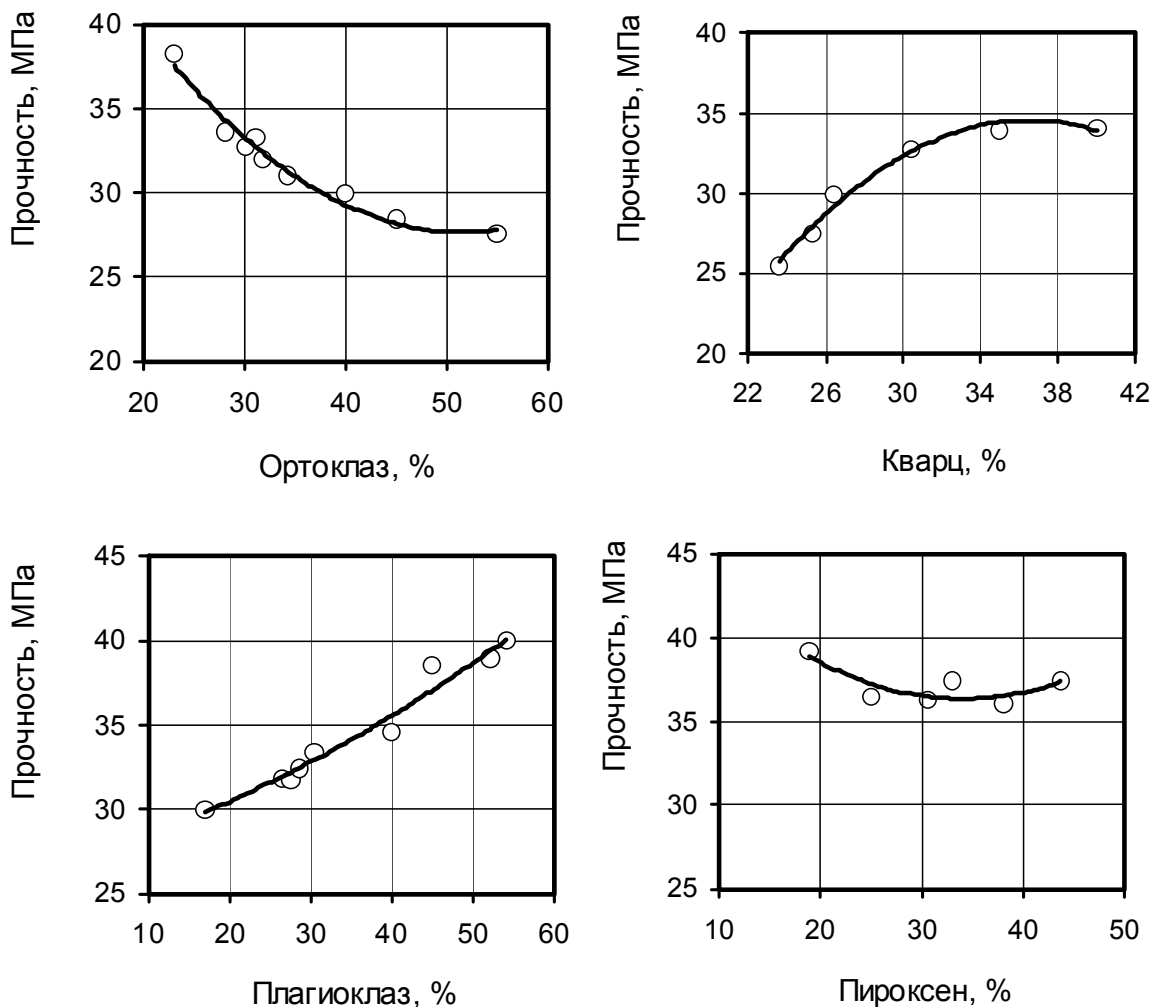 Прочность, МПа
40
35
30
25
20
20 30 40 50 60
Ортоклаз, %
Прочность, МПа
40
35
30
25
20
22 26 30 34 38 42
Кварц, %
Прочность, МПа
45
40
35
30
25
10 20 30 40 50 60
Плагиоклаз, %
Прочность, МПа
45
40
35
30
25
10 20 30 40 50
Пироксен, %